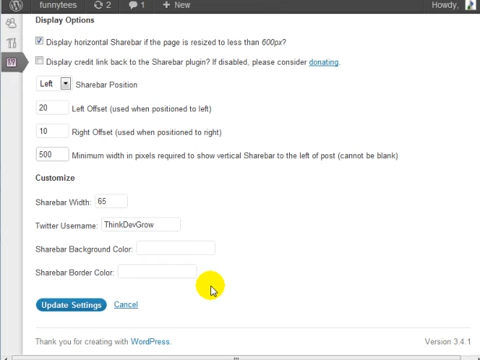 funnytees 2 1 + New Howdy,
Display Options
Display horizontal Sharebar if the page is resized to less than 600px?
Display credit link back to the Sharebar plugin? If disabled, please consider donating.
Left Sharebar Position
20 Left Offset (used when positioned to left)
10 Right Offset (used when positioned to right)
500 Minimum width in pixels required to show vertical Sharebar to the left of post (cannot be blank)
Customize
Sharebar Width: 65
Twitter Username: ThinkDevGrow
Sharebar Background Color:
Sharebar Border Color:
Update Settings Cancel
Thank you for creating with WordPress. Version 3.4.1